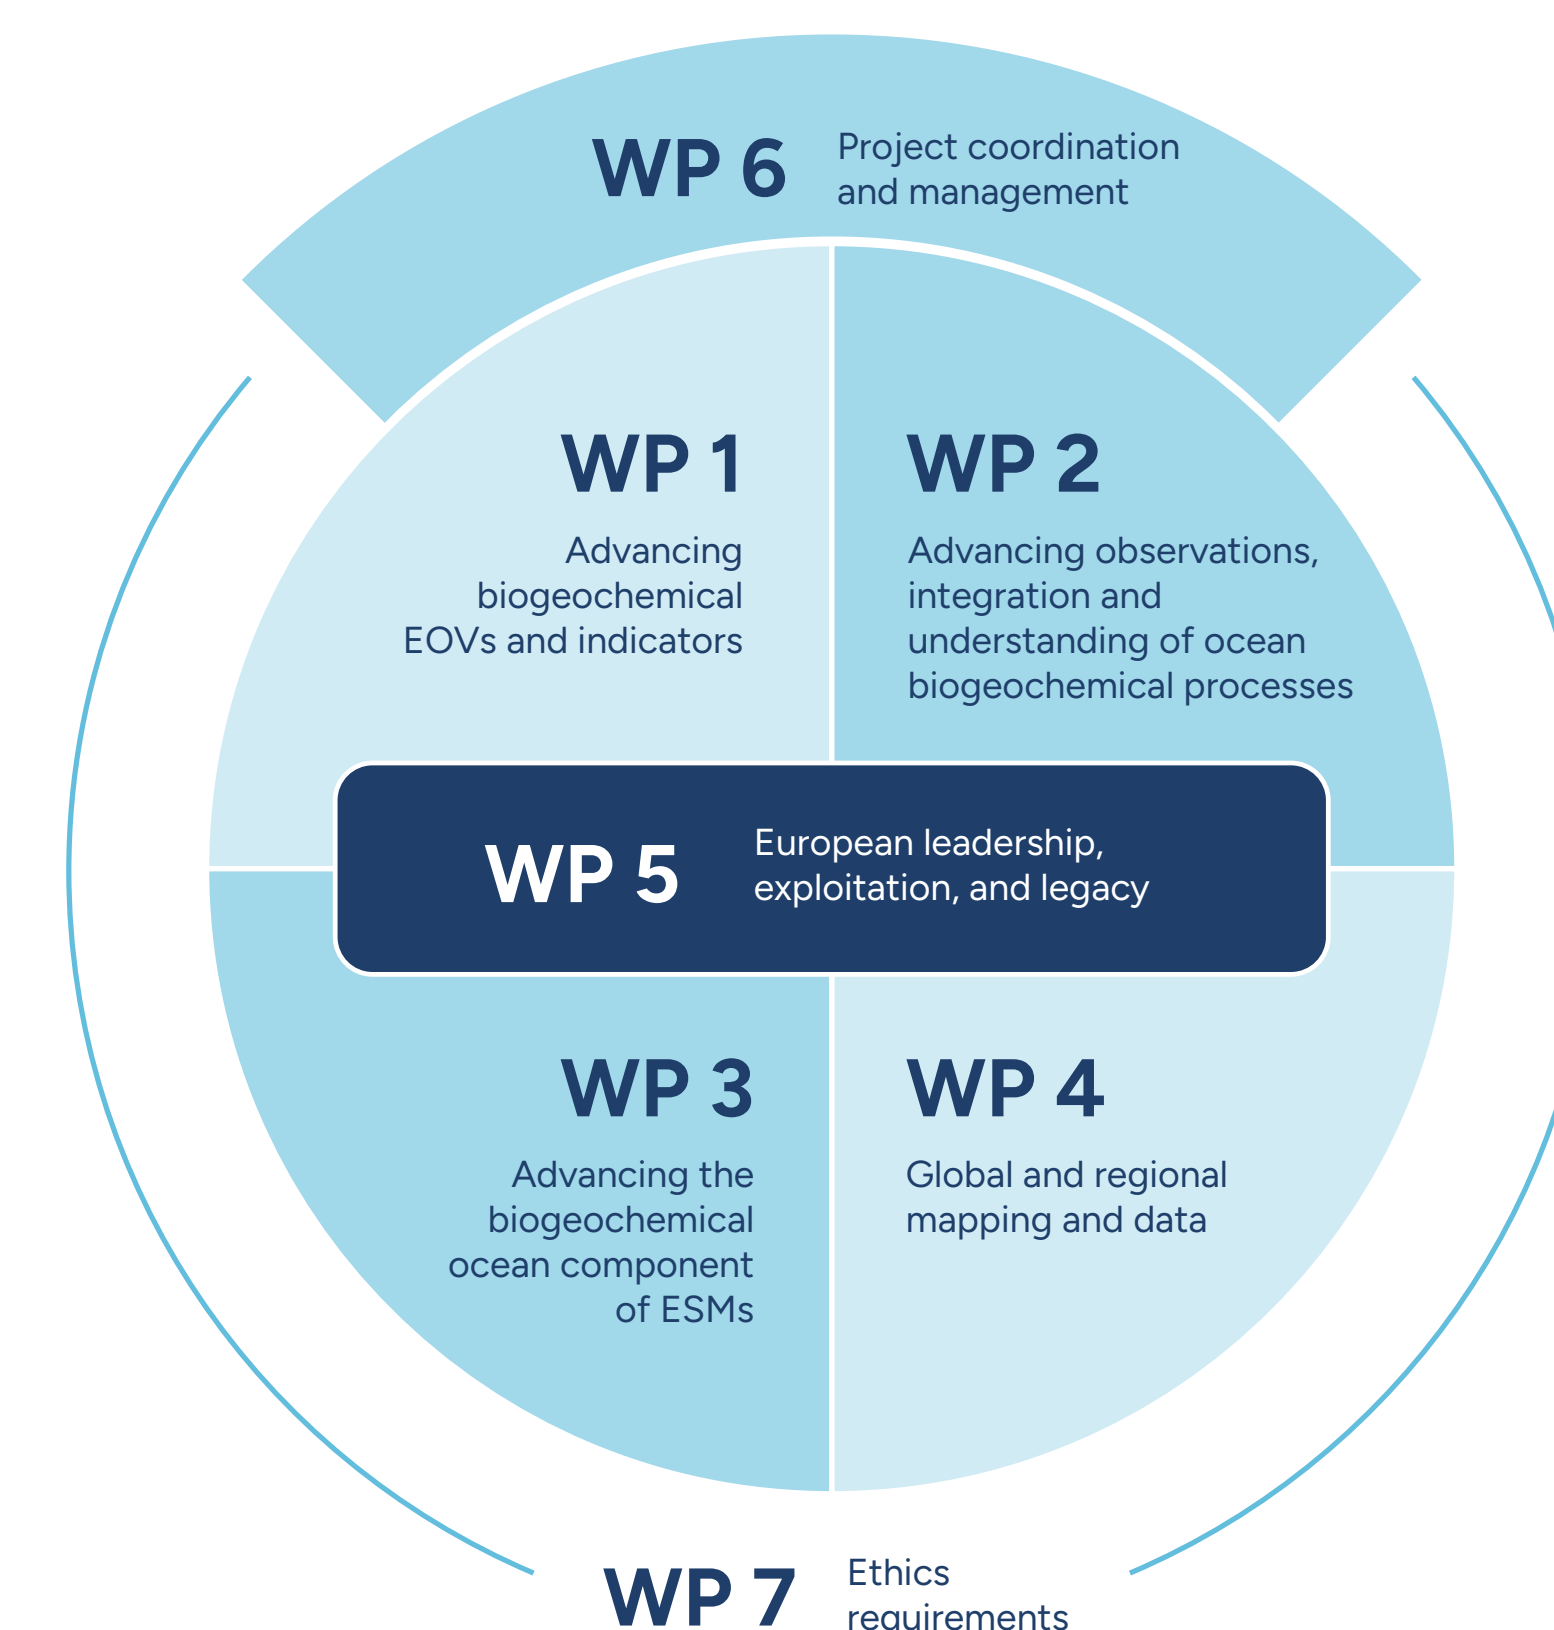 WP 6
Project coordination
and management
WP 1
Advancing
biogeochemical
EOVs and indicators
WP 2
Advancing observations,
integration and
understanding of ocean
biogeochemical processes
WP 5
European leadership,
exploitation, and legacy
WP 3
Advancing the
biogeochemical
ocean component
of ESMs
WP 4
Global and regional
mapping and data
WP 7
Ethics
requirements